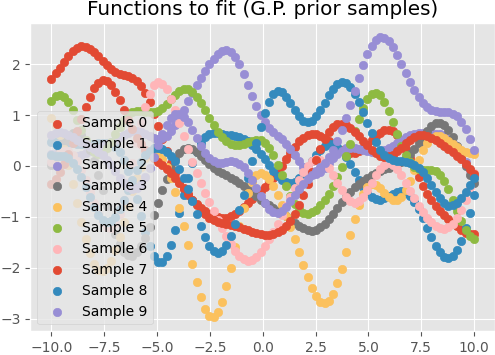 Functions to fit (G.P. prior samples)
2
1
0
−1
−2
−3
Sample 0
Sample 1
Sample 2
Sample 3
Sample 4
Sample 5
Sample 6
Sample 7
Sample 8
Sample 9
−10.0 −7.5 −5.0 −2.5 0.0 2.5 5.0 7.5 10.0